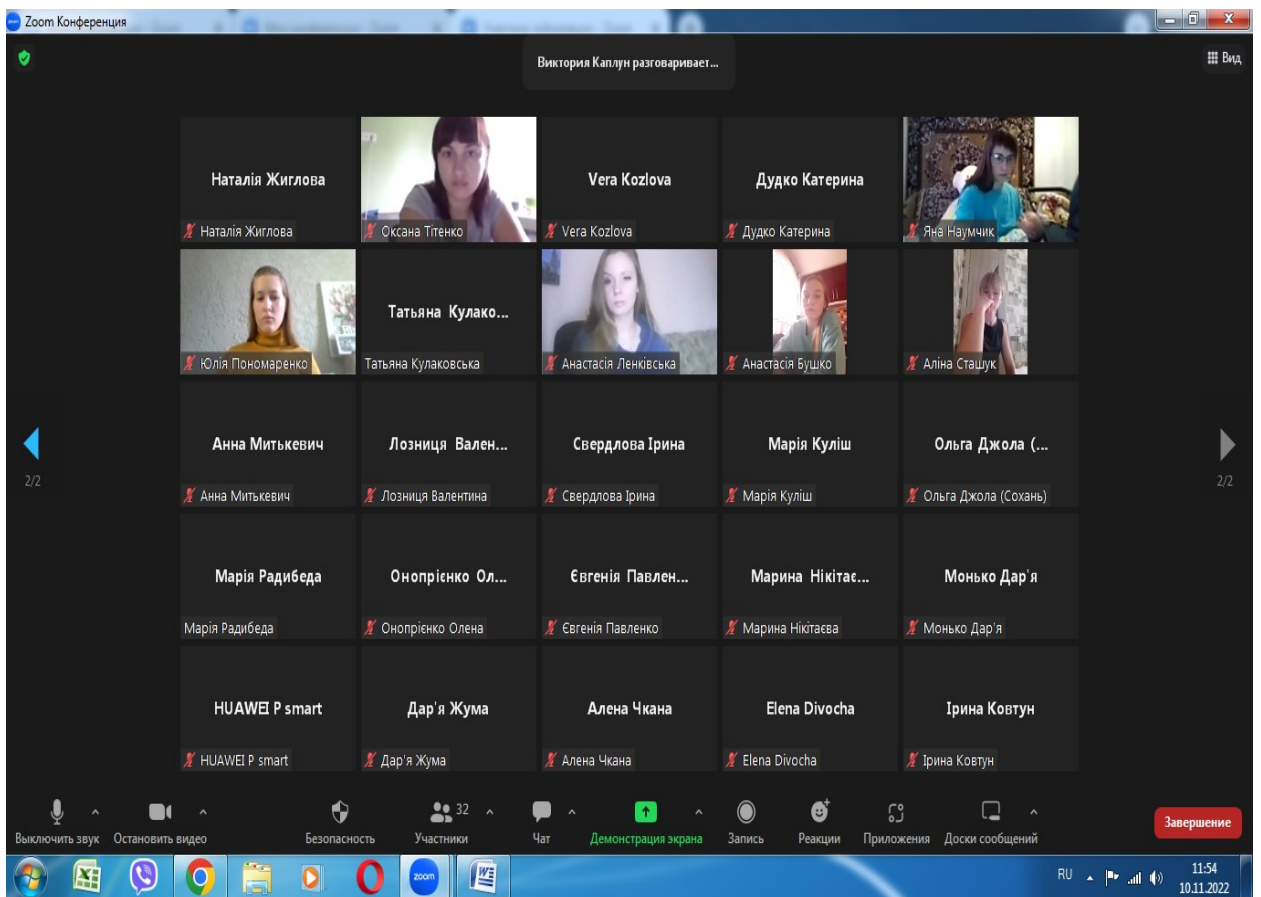 Zoom Конференция
Виктория Каплун разговаривает...
Вид
Наталія Жиглова
Наталія Жиглова
Оксана Тітенко
Vera Kozlova
Vera Kozlova
Дудко Катерина
Дудко Катерина
Яна Наумчик
Юлія Пономаренко
Татьяна Кулако...
Татьяна Кулаковська
Анастасія Ленківська
Анастасія Бушко
Аліна Сташук
Анна Митькевич
Анна Митькевич
Лозниця Вален...
Лозниця Валентина
Свердлова Ірина
Свердлова Ірина
Марія Куліш
Марія Куліш
Ольга Джола (...
Ольга Джола (Сохань)
2/2
2/2
Марія Радибеда
Марія Радибеда
Онопрієнко Ол...
Онопрієнко Олена
Євгенія Павлен...
Євгенія Павленко
Марина Нікітає...
Марина Нікітаєва
Монько Дар'я
Монько Дар'я
HUAWEI P smart
HUAWEI P smart
Дар'я Жума
Дар'я Жума
Алена Чкана
Алена Чкана
Elena Divocha
Elena Divocha
Ірина Ковтун
Ірина Ковтун
Выключить звук
Остановить видео
Безопасность
32
Участники
Чат
Демонстрация экрана
Запись
Реакции
Приложения
Доски сообщений
Завершение
zoom
RU
11:54
10.11.2022